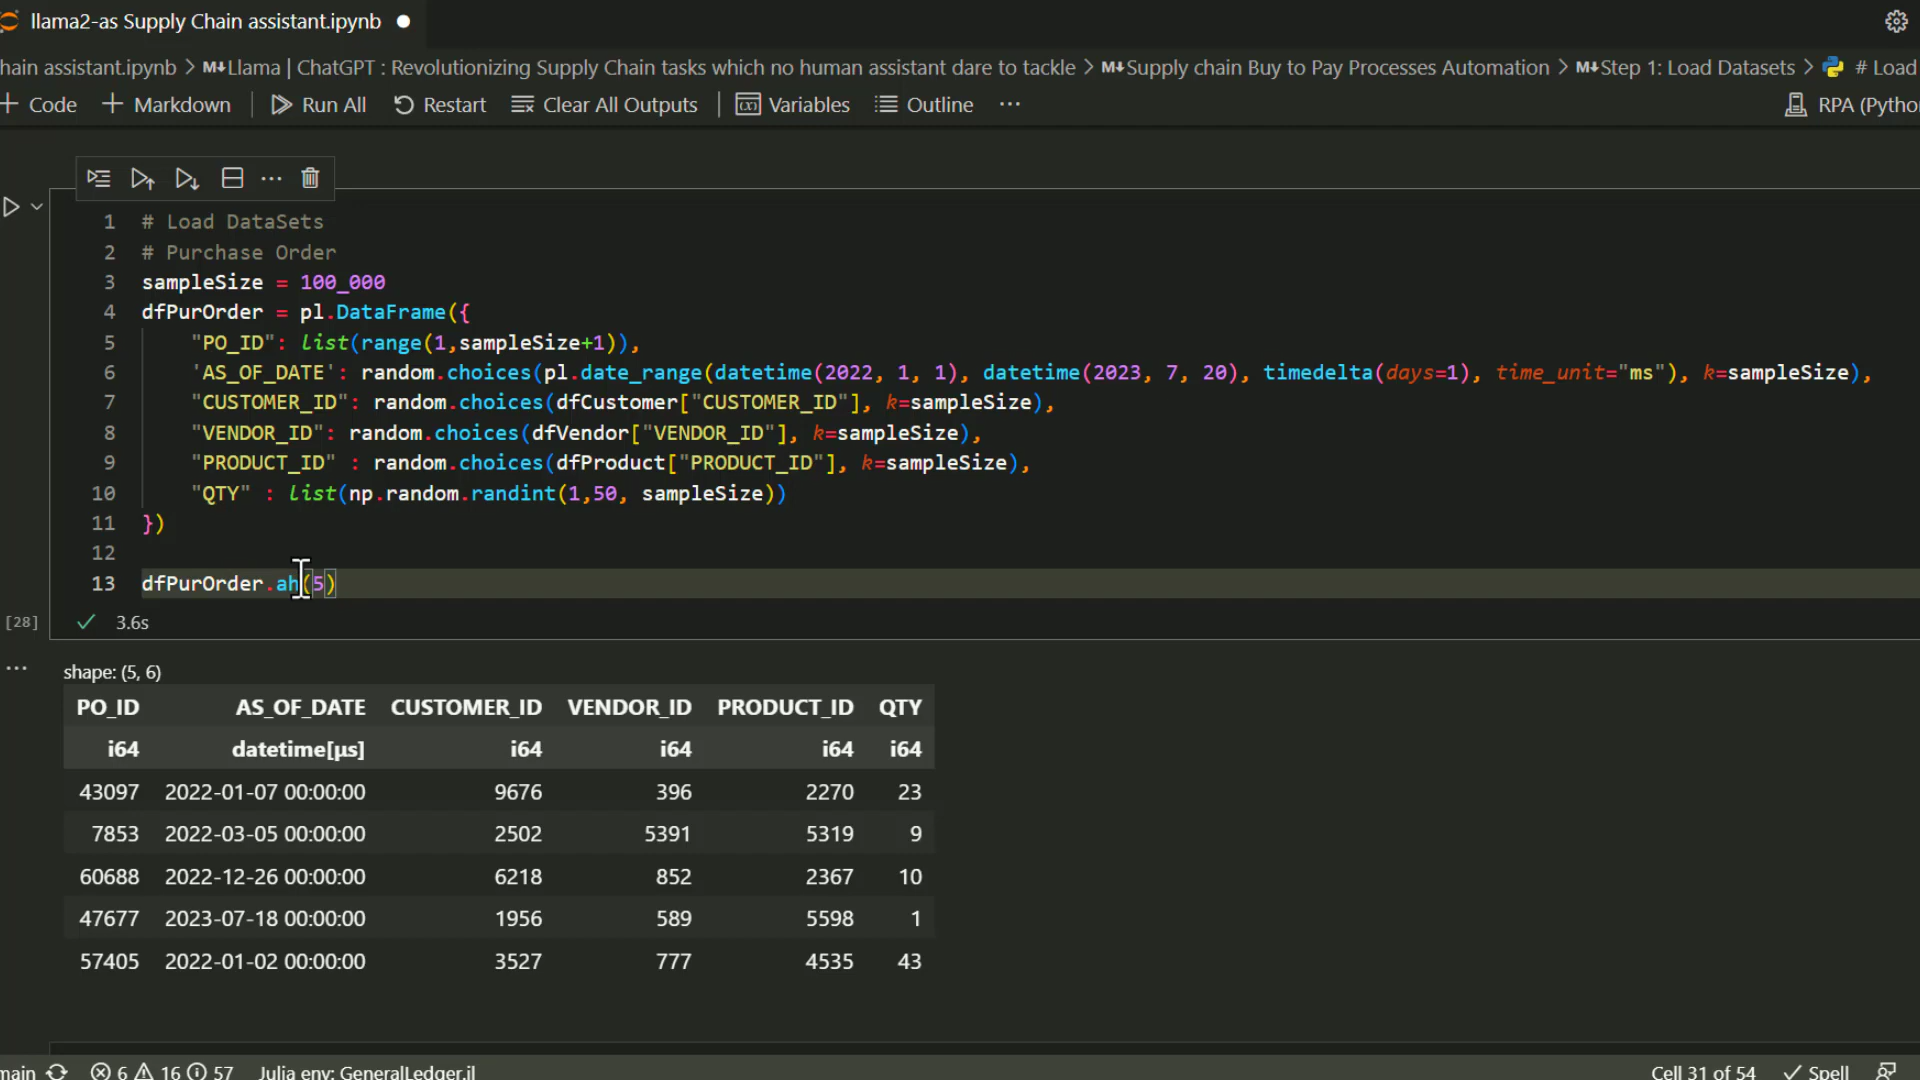 llama2-as Supply Chain assistant.ipynb
hain assistant.ipynb > M↓Llama | ChatGPT : Revolutionizing Supply Chain tasks which no human assistant dare to tackle > M↓Supply chain Buy to Pay Processes Automation > M↓Step 1: Load Datasets > # Load
+ Code + Markdown | Run All Restart Clear All Outputs | Variables Outline ··· RPA (Pytho
1 # Load DataSets
2 # Purchase Order
3 sampleSize = 100_000
4 dfPurOrder = pl.DataFrame({
5 "PO_ID": list(range(1,sampleSize+1)),
6 'AS_OF_DATE': random.choices(pl.date_range(datetime(2022, 1, 1), datetime(2023, 7, 20), timedelta(days=1), time_unit="ms"), k=sampleSize),
7 "CUSTOMER_ID": random.choices(dfCustomer["CUSTOMER_ID"], k=sampleSize),
8 "VENDOR_ID": random.choices(dfVendor["VENDOR_ID"], k=sampleSize),
9 "PRODUCT_ID" : random.choices(dfProduct["PRODUCT_ID"], k=sampleSize),
10 "QTY" : list(np.random.randint(1,50, sampleSize))
11 })
12
13 dfPurOrder.ah(5)
[28] ✓ 3.6s
shape: (5, 6)
PO_ID AS_OF_DATE CUSTOMER_ID VENDOR_ID PRODUCT_ID QTY
i64 datetime[μs] i64 i64 i64 i64
43097 2022-01-07 00:00:00 9676 396 2270 23
7853 2022-03-05 00:00:00 2502 5391 5319 9
60688 2022-12-26 00:00:00 6218 852 2367 10
47677 2023-07-18 00:00:00 1956 589 5598 1
57405 2022-01-02 00:00:00 3527 777 4535 43
main 6 16 57 Julia env: GeneralLedger.jl Cell 31 of 54 ✓ Spell